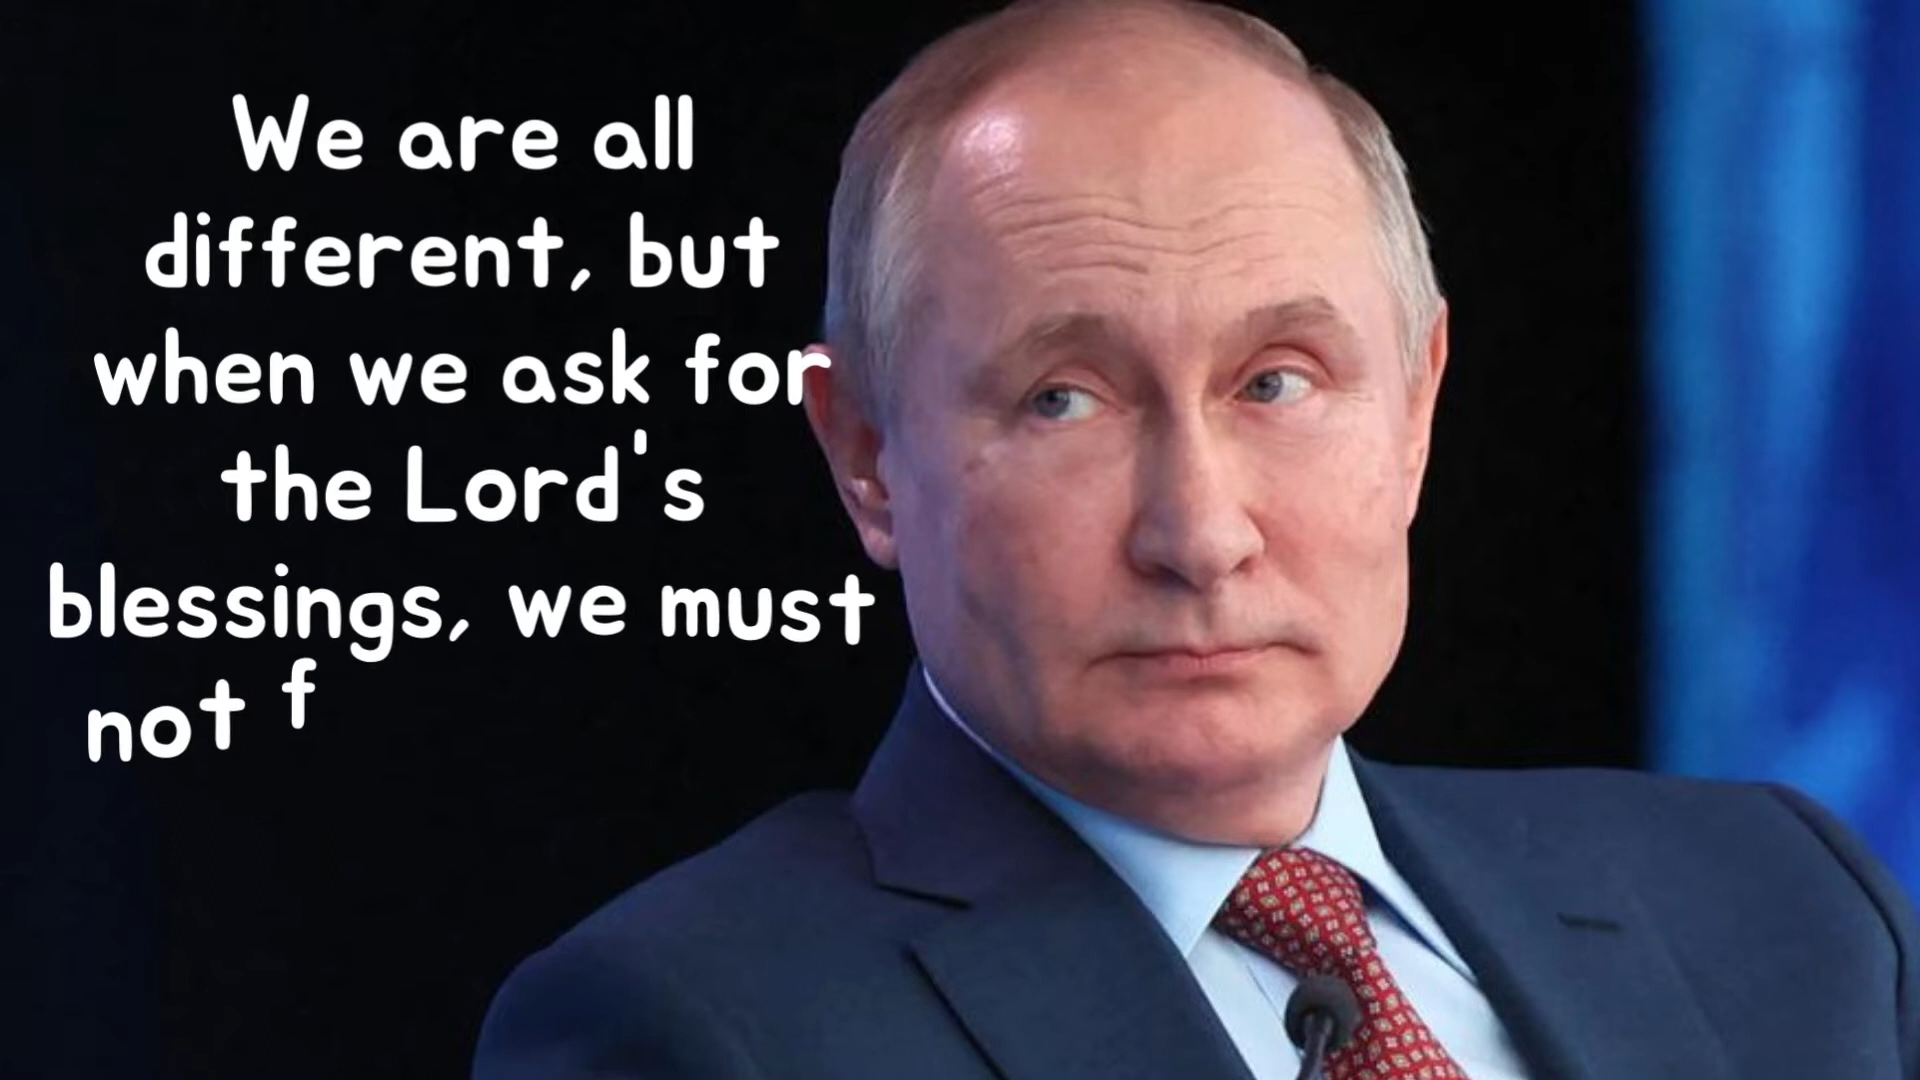 We are all
different, but
when we ask for
the Lord's
blessings, we must
not f